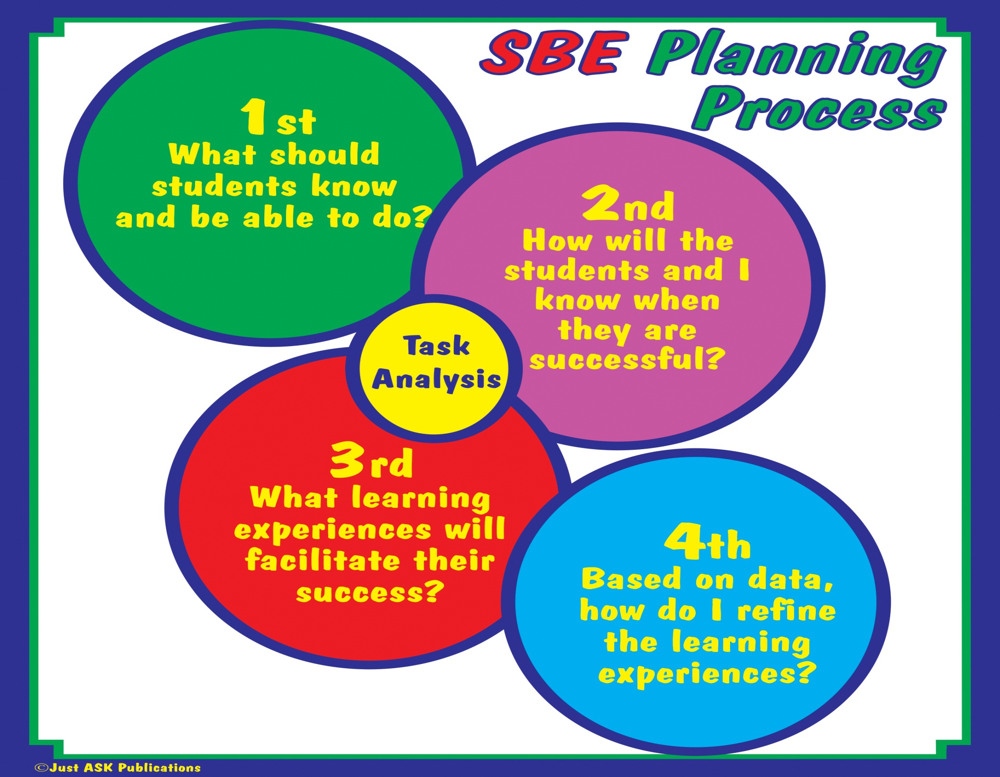 SBE Planning
Process
1st
What should
students know
and be able to do?
2nd
How will the
students and I
know when
they are
successful?
Task
Analysis
3rd
What learning
experiences will
facilitate their
success?
4th
Based on data,
how do I refine
the learning
experiences?
©Just ASK Publications